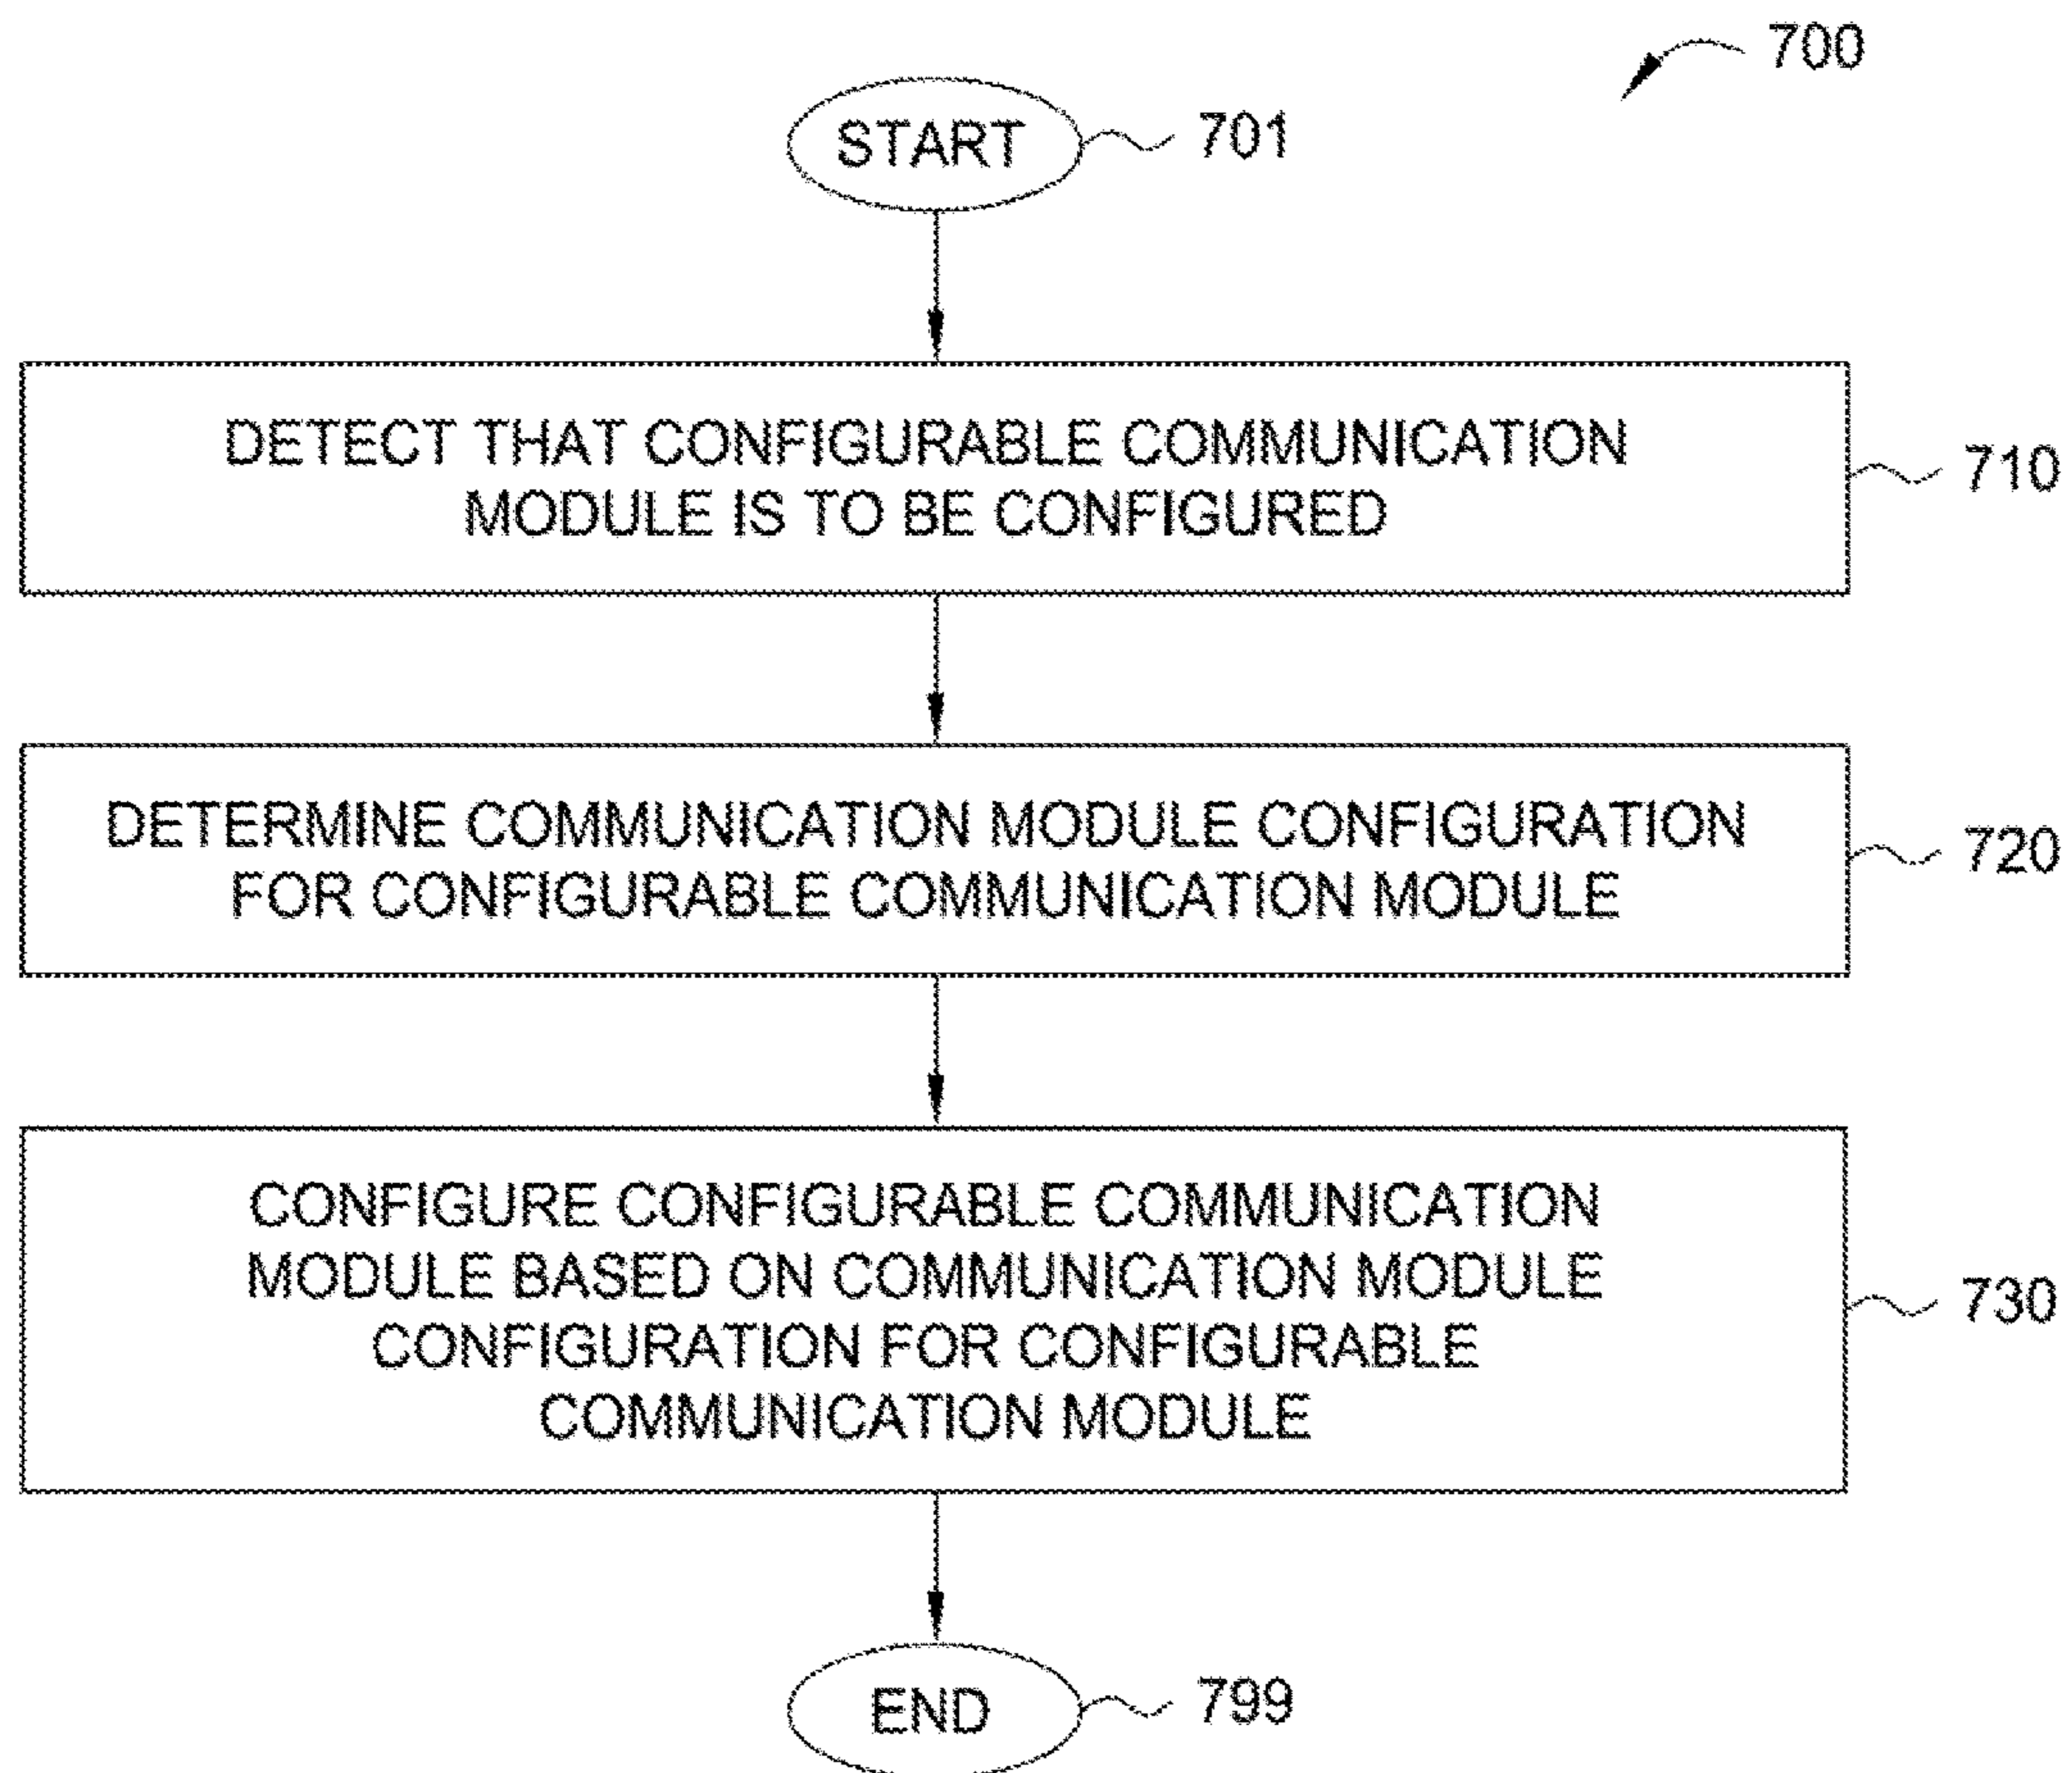 700
START
701
DETECT THAT CONFIGURABLE COMMUNICATION
MODULE IS TO BE CONFIGURED
710
DETERMINE COMMUNICATION MODULE CONFIGURATION
FOR CONFIGURABLE COMMUNICATION MODULE
720
CONFIGURE CONFIGURABLE COMMUNICATION
MODULE BASED ON COMMUNICATION MODULE
CONFIGURATION FOR CONFIGURABLE
COMMUNICATION MODULE
730
END
799